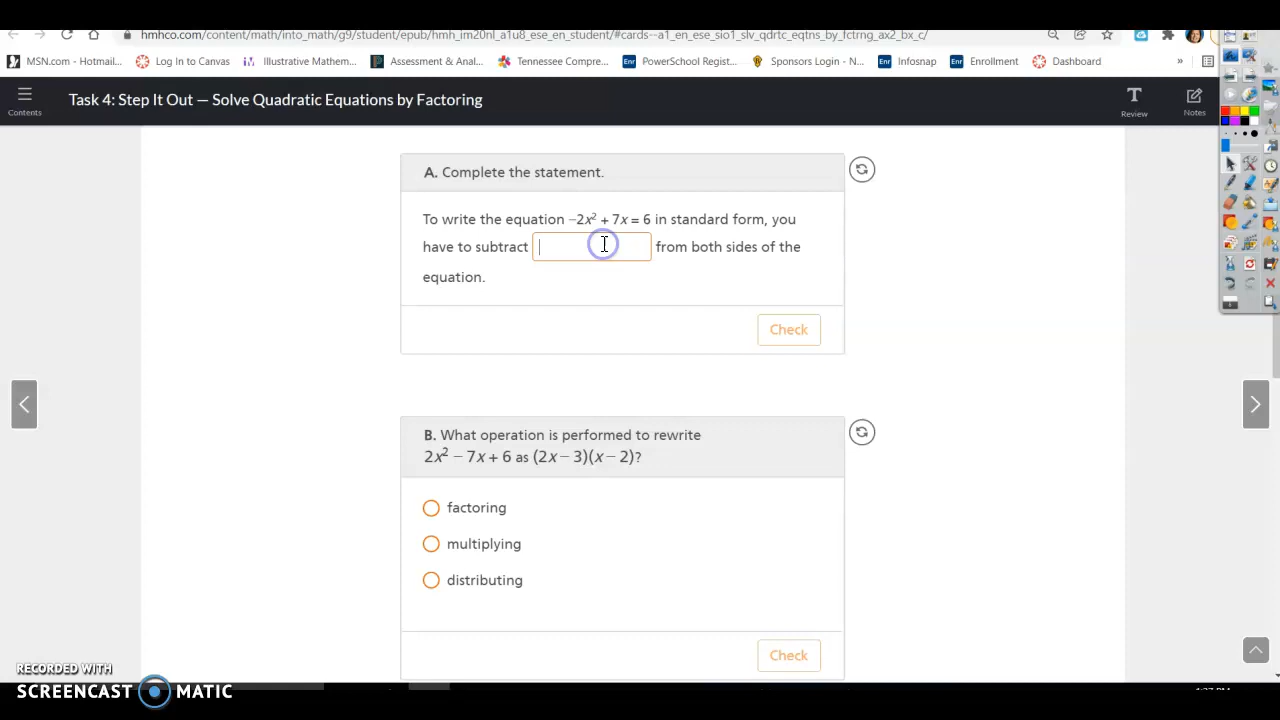 hmhco.com/content/math/into_math/g9/student/epub/hmh_im20nl_a1u8_ese_en_student/#cards--a1_en_ese_sio1_slv_qdrtc_eqtns_by_fctrng_ax2_bx_c/
MSN.com - Hotmail... Log In to Canvas Illustrative Mathem... Assessment & Anal... Tennessee Compre... Enr PowerSchool Regist... Sponsors Login - N... Enr Infosnap Enr Enrollment Dashboard »
Contents Task 4: Step It Out — Solve Quadratic Equations by Factoring Review Notes
A. Complete the statement.
To write the equation −2x² + 7x = 6 in standard form, you
have to subtract from both sides of the
equation.
Check
B. What operation is performed to rewrite
2x² − 7x + 6 as (2x − 3)(x − 2)?
factoring
multiplying
distributing
Check
RECORDED WITH
SCREENCAST MATIC